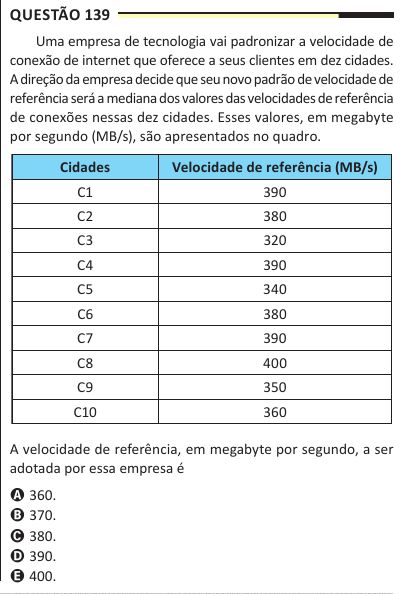 QUESTÃO 139
Uma empresa de tecnologia vai padronizar a velocidade de
conexão de internet que oferece a seus clientes em dez cidades.
A direção da empresa decide que seu novo padrão de velocidade de
referência será a mediana dos valores das velocidades de referência
de conexões nessas dez cidades. Esses valores, em megabyte
por segundo (MB/s), são apresentados no quadro.
Cidades Velocidade de referência (MB/s)
C1 390
C2 380
C3 320
C4 390
C5 340
C6 380
C7 390
C8 400
C9 350
C10 360
A velocidade de referência, em megabyte por segundo, a ser
adotada por essa empresa é
A 360.
B 370.
C 380.
D 390.
E 400.